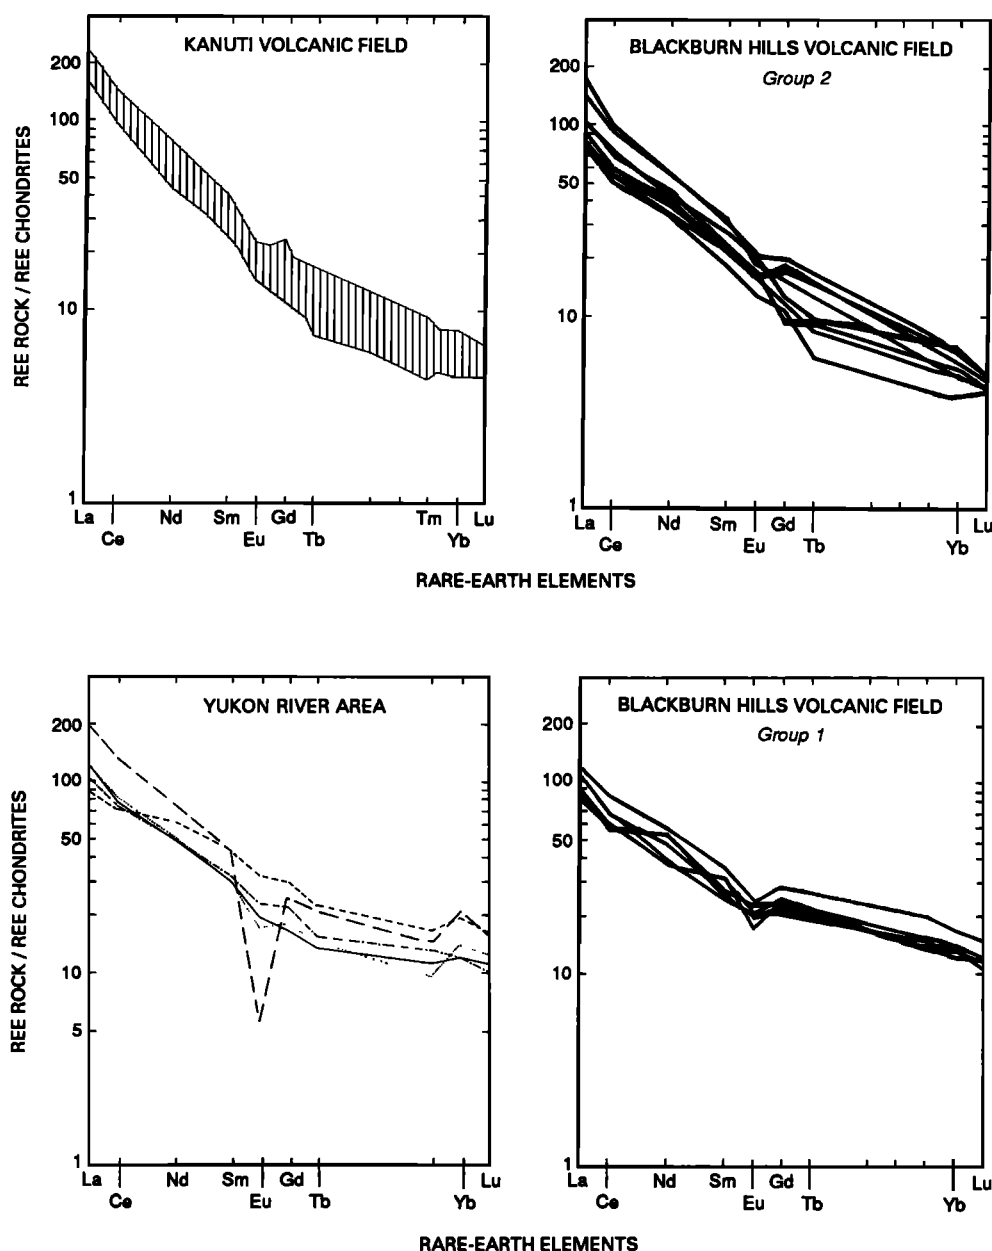 KANUTI VOLCANIC FIELD
200
100
50
10
1
REE ROCK / REE CHONDRITES
La Ce Nd Sm Eu Gd Tb Tm Yb Lu
BLACKBURN HILLS VOLCANIC FIELD
Group 2
200
100
50
10
1
La Ce Nd Sm Eu Gd Tb Yb Lu
RARE-EARTH ELEMENTS
YUKON RIVER AREA
200
100
50
10
5
1
REE ROCK / REE CHONDRITES
La Ce Nd Sm Eu Gd Tb Yb Lu
BLACKBURN HILLS VOLCANIC FIELD
Group 1
200
100
50
10
1
La Ce Nd Sm Eu Gd Tb Yb Lu
RARE-EARTH ELEMENTS